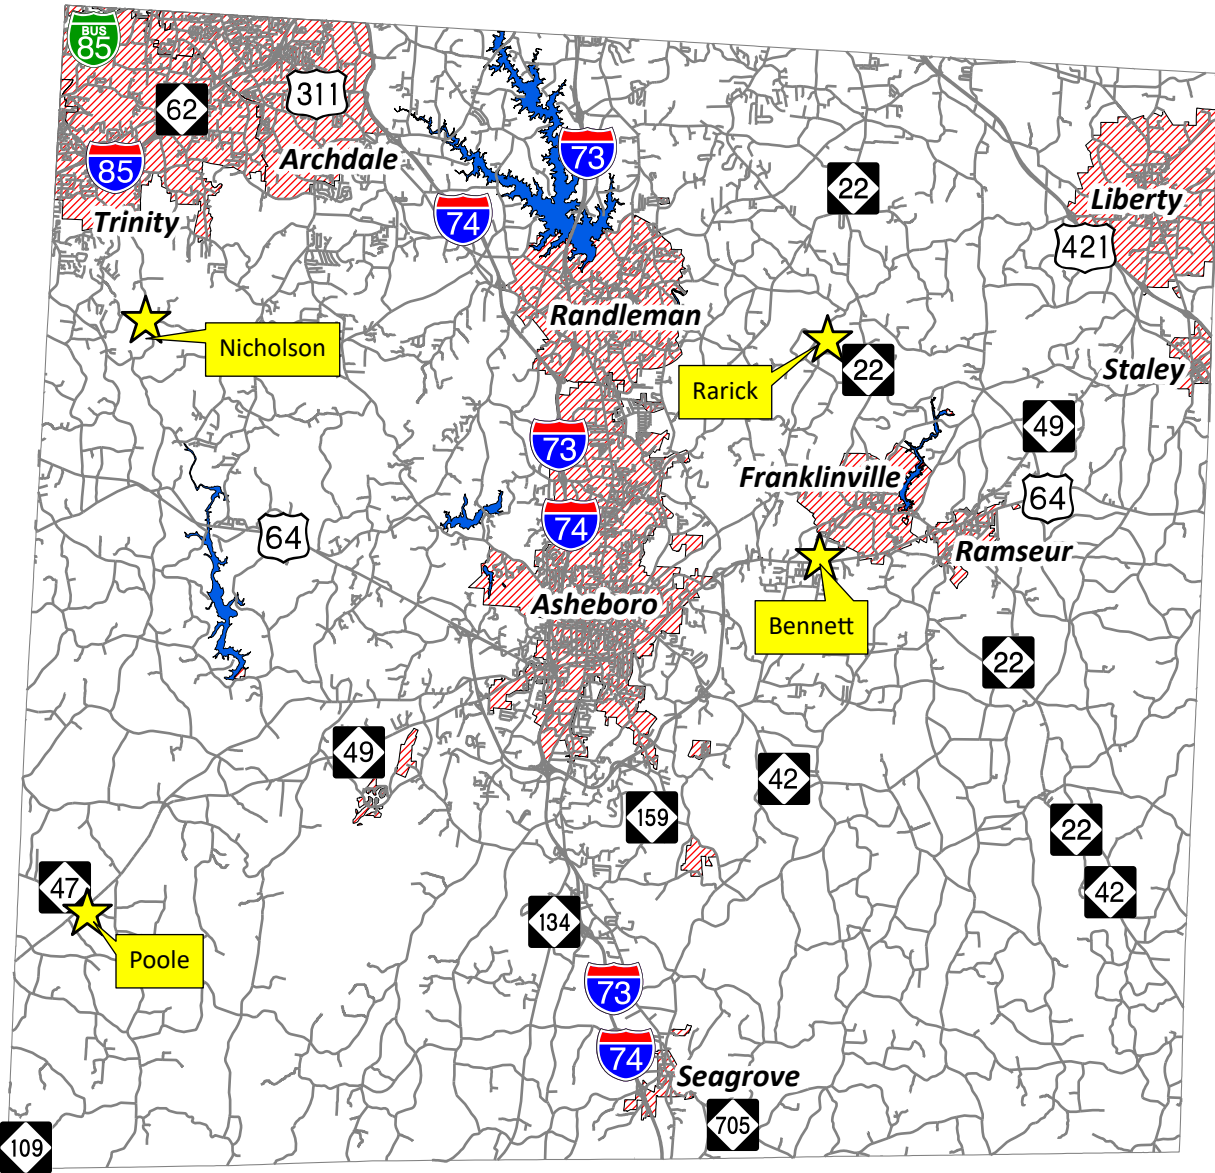 BUS
85
62
311
85
Archdale
Trinity
73
74
22
Liberty
421
Nicholson
Randleman
Rarick
22
Staley
73
49
Franklinville
64
74
64
Ramseur
Asheboro
Bennett
22
49
42
159
22
47
42
134
Poole
73
74
Seagrove
705
109